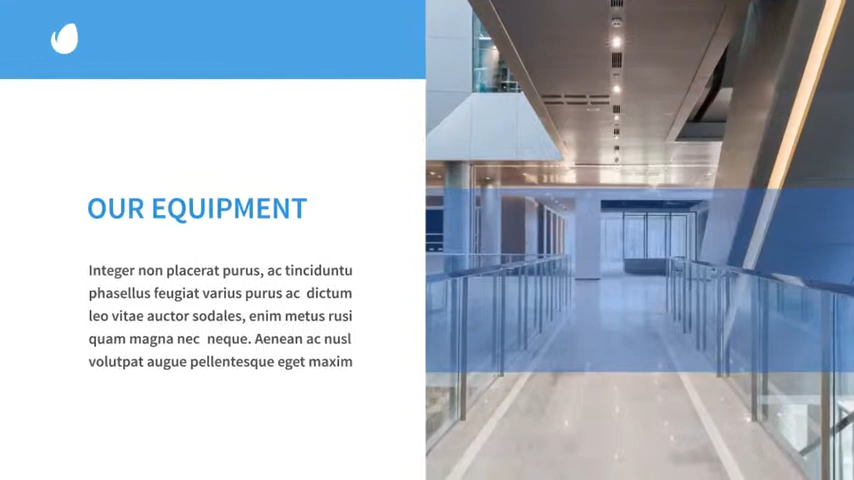 OUR EQUIPMENT
Integer non placerat purus, ac tinciduntu
phasellus feugiat varius purus ac  dictum
leo vitae auctor sodales, enim metus rusi
quam magna nec  neque. Aenean ac nusl
volutpat augue pellentesque eget maxim